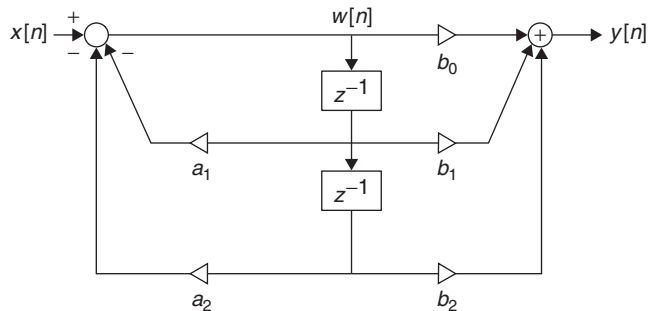 x[n] + − − w[n] b₀ + y[n]
z⁻¹
a₁ b₁
z⁻¹
a₂ b₂